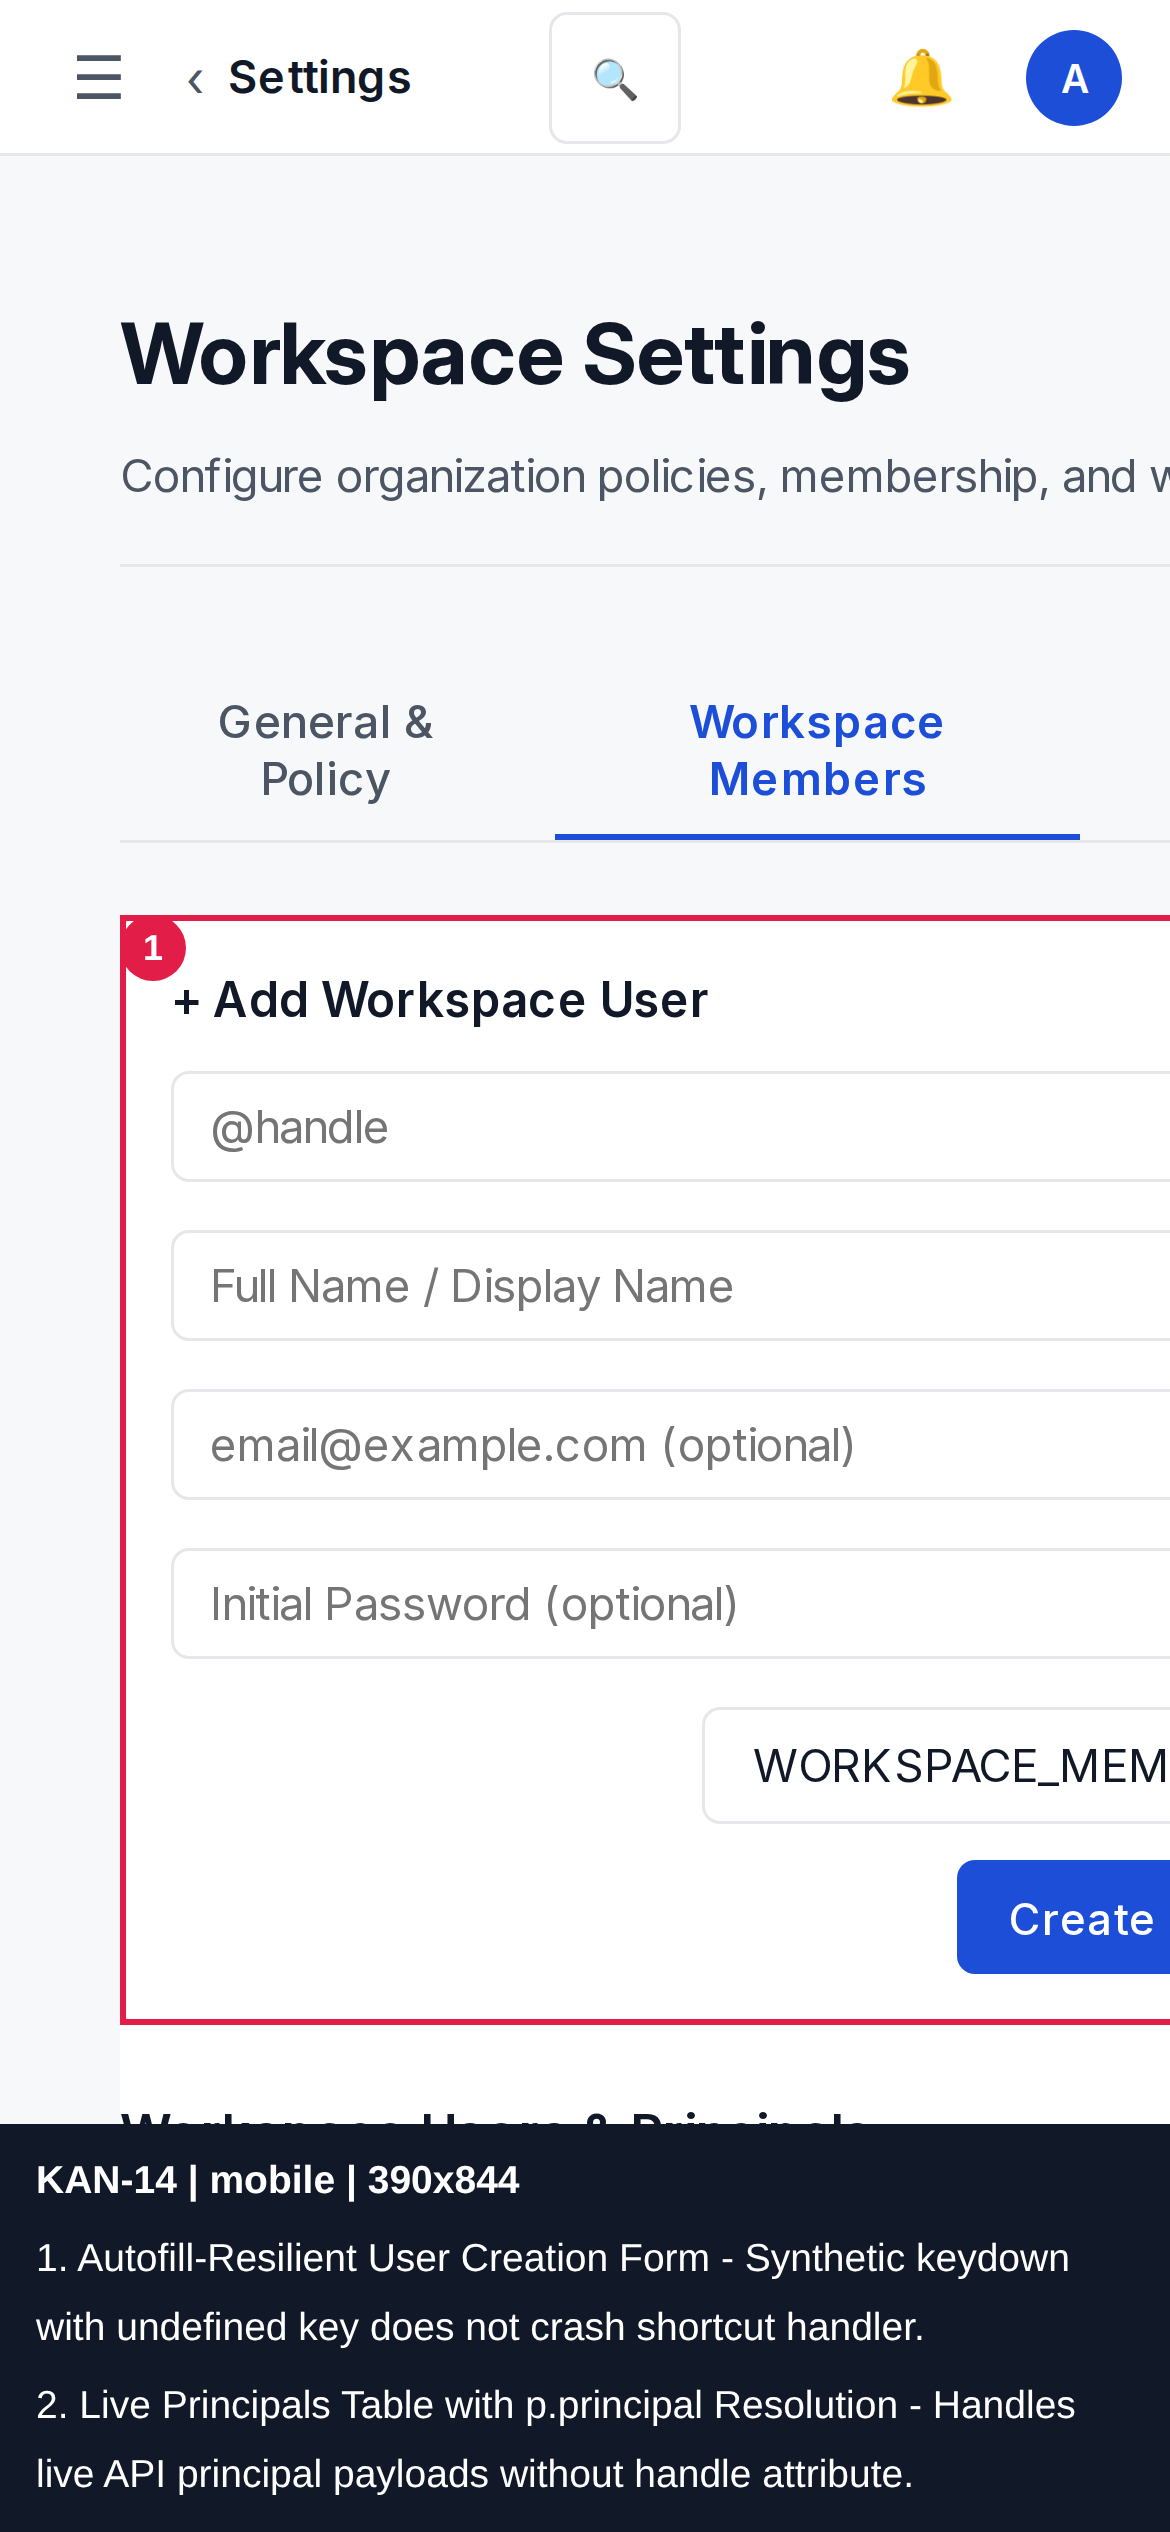 ☰ ‹ Settings 🔍 🔔 A
Workspace Settings
Configure organization policies, membership, and
General &
Policy
Workspace
Members
1
+ Add Workspace User
@handle
Full Name / Display Name
email@example.com (optional)
Initial Password (optional)
WORKSPACE_MEM
Create
Workspace Users & Principals
KAN-14 | mobile | 390x844
1. Autofill-Resilient User Creation Form - Synthetic keydown
with undefined key does not crash shortcut handler.
2. Live Principals Table with p.principal Resolution - Handles
live API principal payloads without handle attribute.